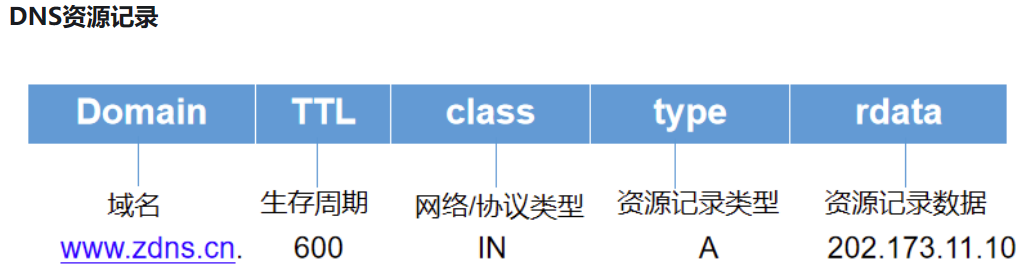 DNS资源记录
Domain TTL class type rdata
域名 生存周期 网络/协议类型 资源记录类型 资源记录数据
www.zdns.cn. 600 IN A 202.173.11.10